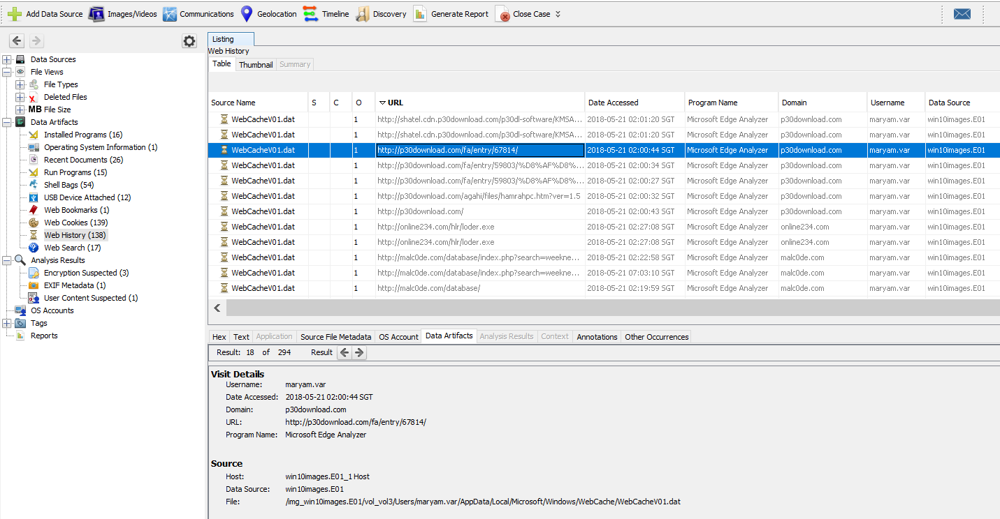 Add Data Source Images/Videos Communications Geolocation Timeline Discovery Generate Report Close Case
Listing
Web History
Table Thumbnail Summary
Data Sources
File Views
File Types
Deleted Files
MB File Size
Data Artifacts
Installed Programs (16)
Operating System Information (1)
Recent Documents (26)
Run Programs (15)
Shell Bags (54)
USB Device Attached (12)
Web Bookmarks (1)
Web Cookies (139)
Web History (138)
Web Search (17)
Analysis Results
Encryption Suspected (3)
EXIF Metadata (1)
User Content Suspected (1)
OS Accounts
Tags
Reports
Source Name S C O URL Date Accessed Program Name Domain Username Data Source
WebCacheV01.dat 1 http://shatel.cdn.p30download.com/p30dl-software/KMSA... 2018-05-21 02:01:20 SGT Microsoft Edge Analyzer p30download.com maryam.var win10images.E01
WebCacheV01.dat 1 http://shatel.cdn.p30download.com/p30dl-software/KMSA... 2018-05-21 02:01:20 SGT Microsoft Edge Analyzer p30download.com maryam.var win10images.E01
WebCacheV01.dat 1 http://p30download.com/fa/entry/67814/ 2018-05-21 02:00:44 SGT Microsoft Edge Analyzer p30download.com maryam.var win10images.E01
WebCacheV01.dat 1 http://p30download.com/fa/entry/59803/%D8%AF%D8%... 2018-05-21 02:00:34 SGT Microsoft Edge Analyzer p30download.com maryam.var win10images.E01
WebCacheV01.dat 1 http://p30download.com/fa/entry/59803/%D8%AF%D8%... 2018-05-21 02:00:27 SGT Microsoft Edge Analyzer p30download.com maryam.var win10images.E01
WebCacheV01.dat 1 http://p30download.com/agahi/files/hamrahpc.htm?ver=1.5 2018-05-21 02:00:32 SGT Microsoft Edge Analyzer p30download.com maryam.var win10images.E01
WebCacheV01.dat 1 http://p30download.com/ 2018-05-21 02:00:43 SGT Microsoft Edge Analyzer p30download.com maryam.var win10images.E01
WebCacheV01.dat 1 http://online234.com/hlr/loder.exe 2018-05-21 02:27:08 SGT Microsoft Edge Analyzer online234.com maryam.var win10images.E01
WebCacheV01.dat 1 http://online234.com/hlr/loder.exe 2018-05-21 02:27:08 SGT Microsoft Edge Analyzer online234.com maryam.var win10images.E01
WebCacheV01.dat 1 http://malc0de.com/database/index.php?search=weekne... 2018-05-21 02:22:58 SGT Microsoft Edge Analyzer malc0de.com maryam.var win10images.E01
WebCacheV01.dat 1 http://malc0de.com/database/index.php?search=weekne... 2018-05-21 07:03:10 SGT Microsoft Edge Analyzer malc0de.com maryam.var win10images.E01
WebCacheV01.dat 1 http://malc0de.com/database/ 2018-05-21 02:19:59 SGT Microsoft Edge Analyzer malc0de.com maryam.var win10images.E01
Hex Text Application Source File Metadata OS Account Data Artifacts Analysis Results Context Annotations Other Occurrences
Result: 18 of 294 Result
Visit Details
Username: maryam.var
Date Accessed: 2018-05-21 02:00:44 SGT
Domain: p30download.com
URL: http://p30download.com/fa/entry/67814/
Program Name: Microsoft Edge Analyzer
Source
Host: win10images.E01_1 Host
Data Source: win10images.E01
File: /img_win10images.E01/vol_vol3/Users/maryam.var/AppData/Local/Microsoft/Windows/WebCache/WebCacheV01.dat